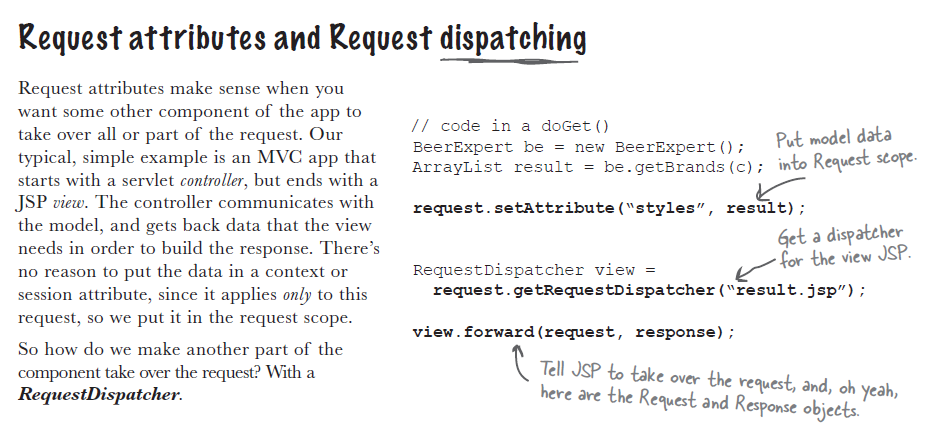 Request attributes and Request dispatching
Request attributes make sense when you
want some other component of the app to
take over all or part of the request. Our
typical, simple example is an MVC app that
starts with a servlet controller, but ends with a
JSP view. The controller communicates with
the model, and gets back data that the view
needs in order to build the response. There’s
no reason to put the data in a context or
session attribute, since it applies only to this
request, so we put it in the request scope.
So how do we make another part of the
component take over the request? With a
RequestDispatcher.
// code in a doGet()
BeerExpert be = new BeerExpert();
ArrayList result = be.getBrands(c);
Put model data
into Request scope.
request.setAttribute(“styles”, result);
Get a dispatcher
for the view JSP.
RequestDispatcher view =
request.getRequestDispatcher(“result.jsp”);
view.forward(request, response);
Tell JSP to take over the request, and, oh yeah,
here are the Request and Response objects.